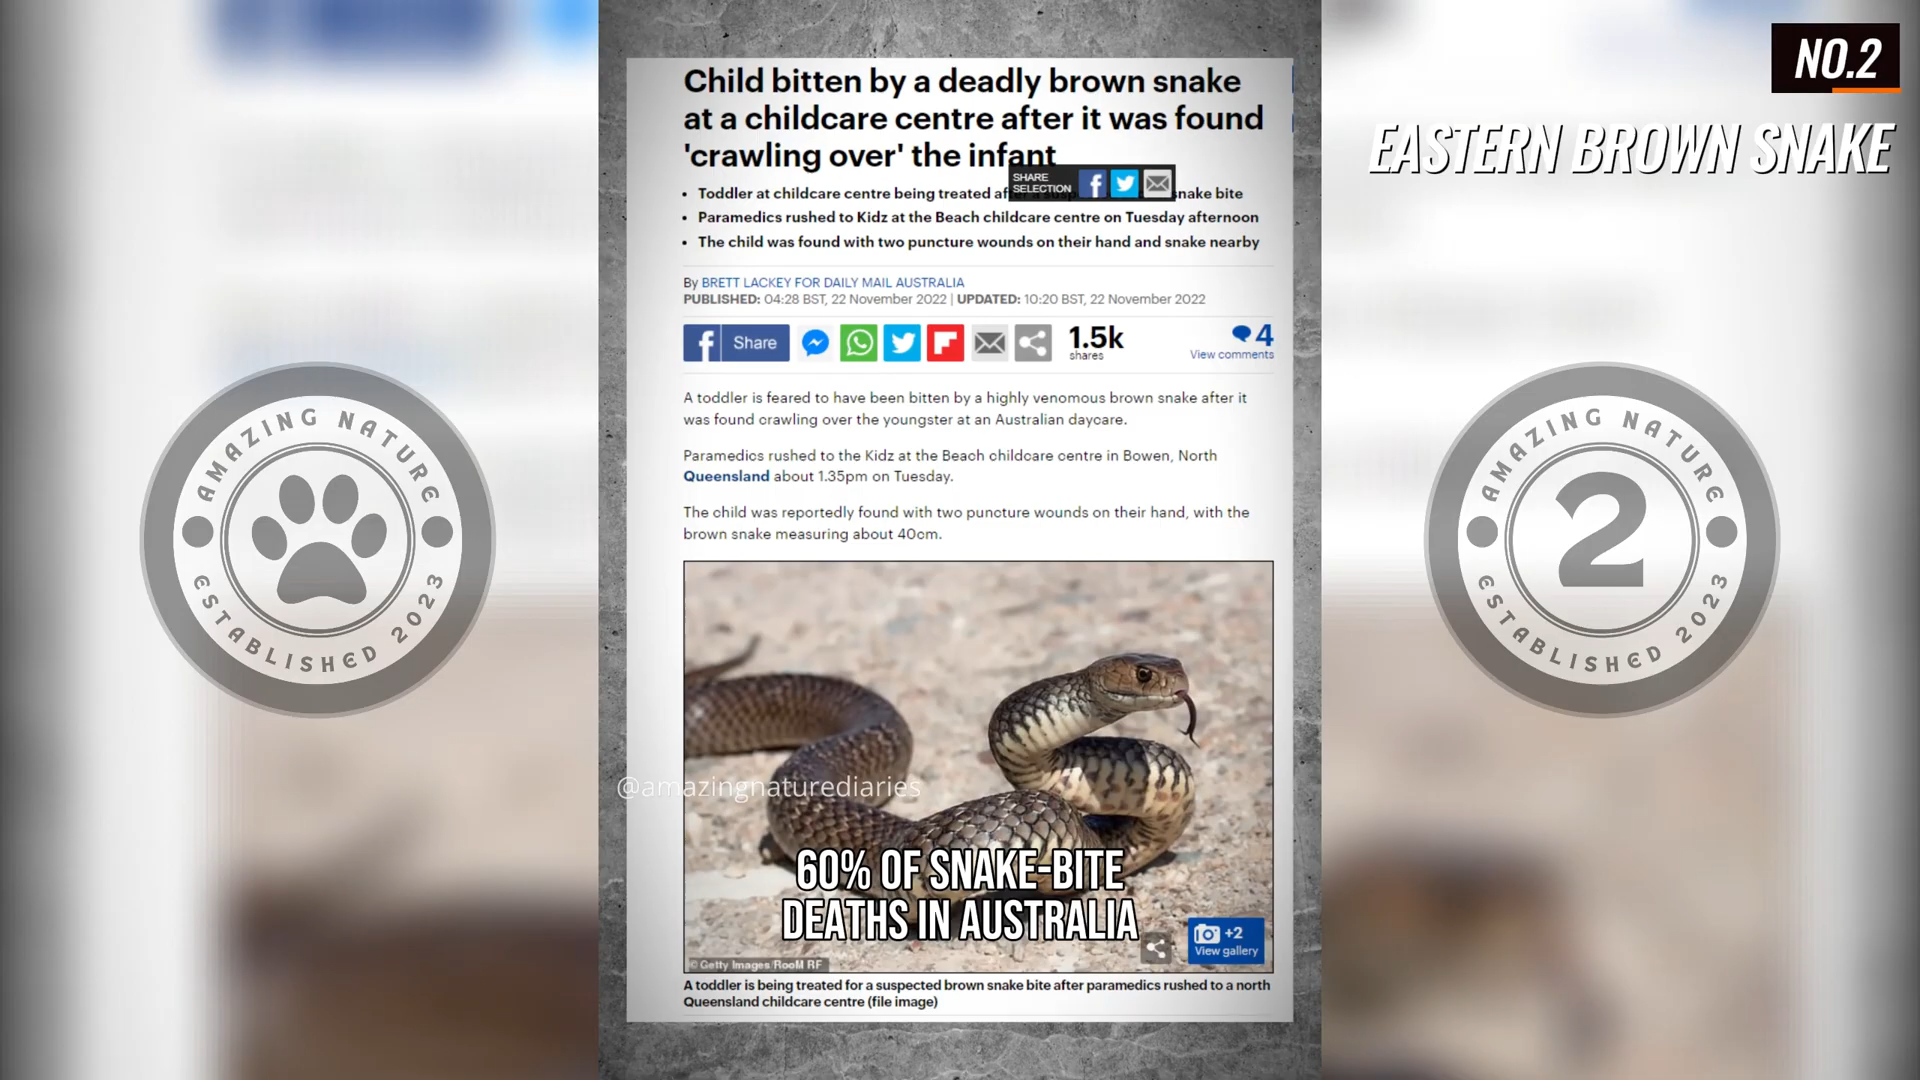 NO.2
EASTERN BROWN SNAKE
Child bitten by a deadly brown snake
at a childcare centre after it was found
'crawling over' the infant
SHARE
SELECTION
Toddler at childcare centre being treated snake bite
Paramedics rushed to Kidz at the Beach childcare centre on Tuesday afternoon
The child was found with two puncture wounds on their hand and snake nearby
By BRETT LACKEY FOR DAILY MAIL AUSTRALIA
PUBLISHED: 04:28 BST, 22 November 2022 | UPDATED: 10:20 BST, 22 November 2022
Share
1.5k
shares
4
View comments
A toddler is feared to have been bitten by a highly venomous brown snake after it
was found crawling over the youngster at an Australian daycare.
Paramedics rushed to the Kidz at the Beach childcare centre in Bowen, North
Queensland about 1.35pm on Tuesday.
The child was reportedly found with two puncture wounds on their hand, with the
brown snake measuring about 40cm.
AMAZING NATURE
ESTABLISHED 2023
AMAZING NATURE
2
ESTABLISHED 2023
@amazingnaturediaries
60% OF SNAKE-BITE
DEATHS IN AUSTRALIA
+2
View gallery
© Getty Images/RooM RF
A toddler is being treated for a suspected brown snake bite after paramedics rushed to a north
Queensland childcare centre (file image)